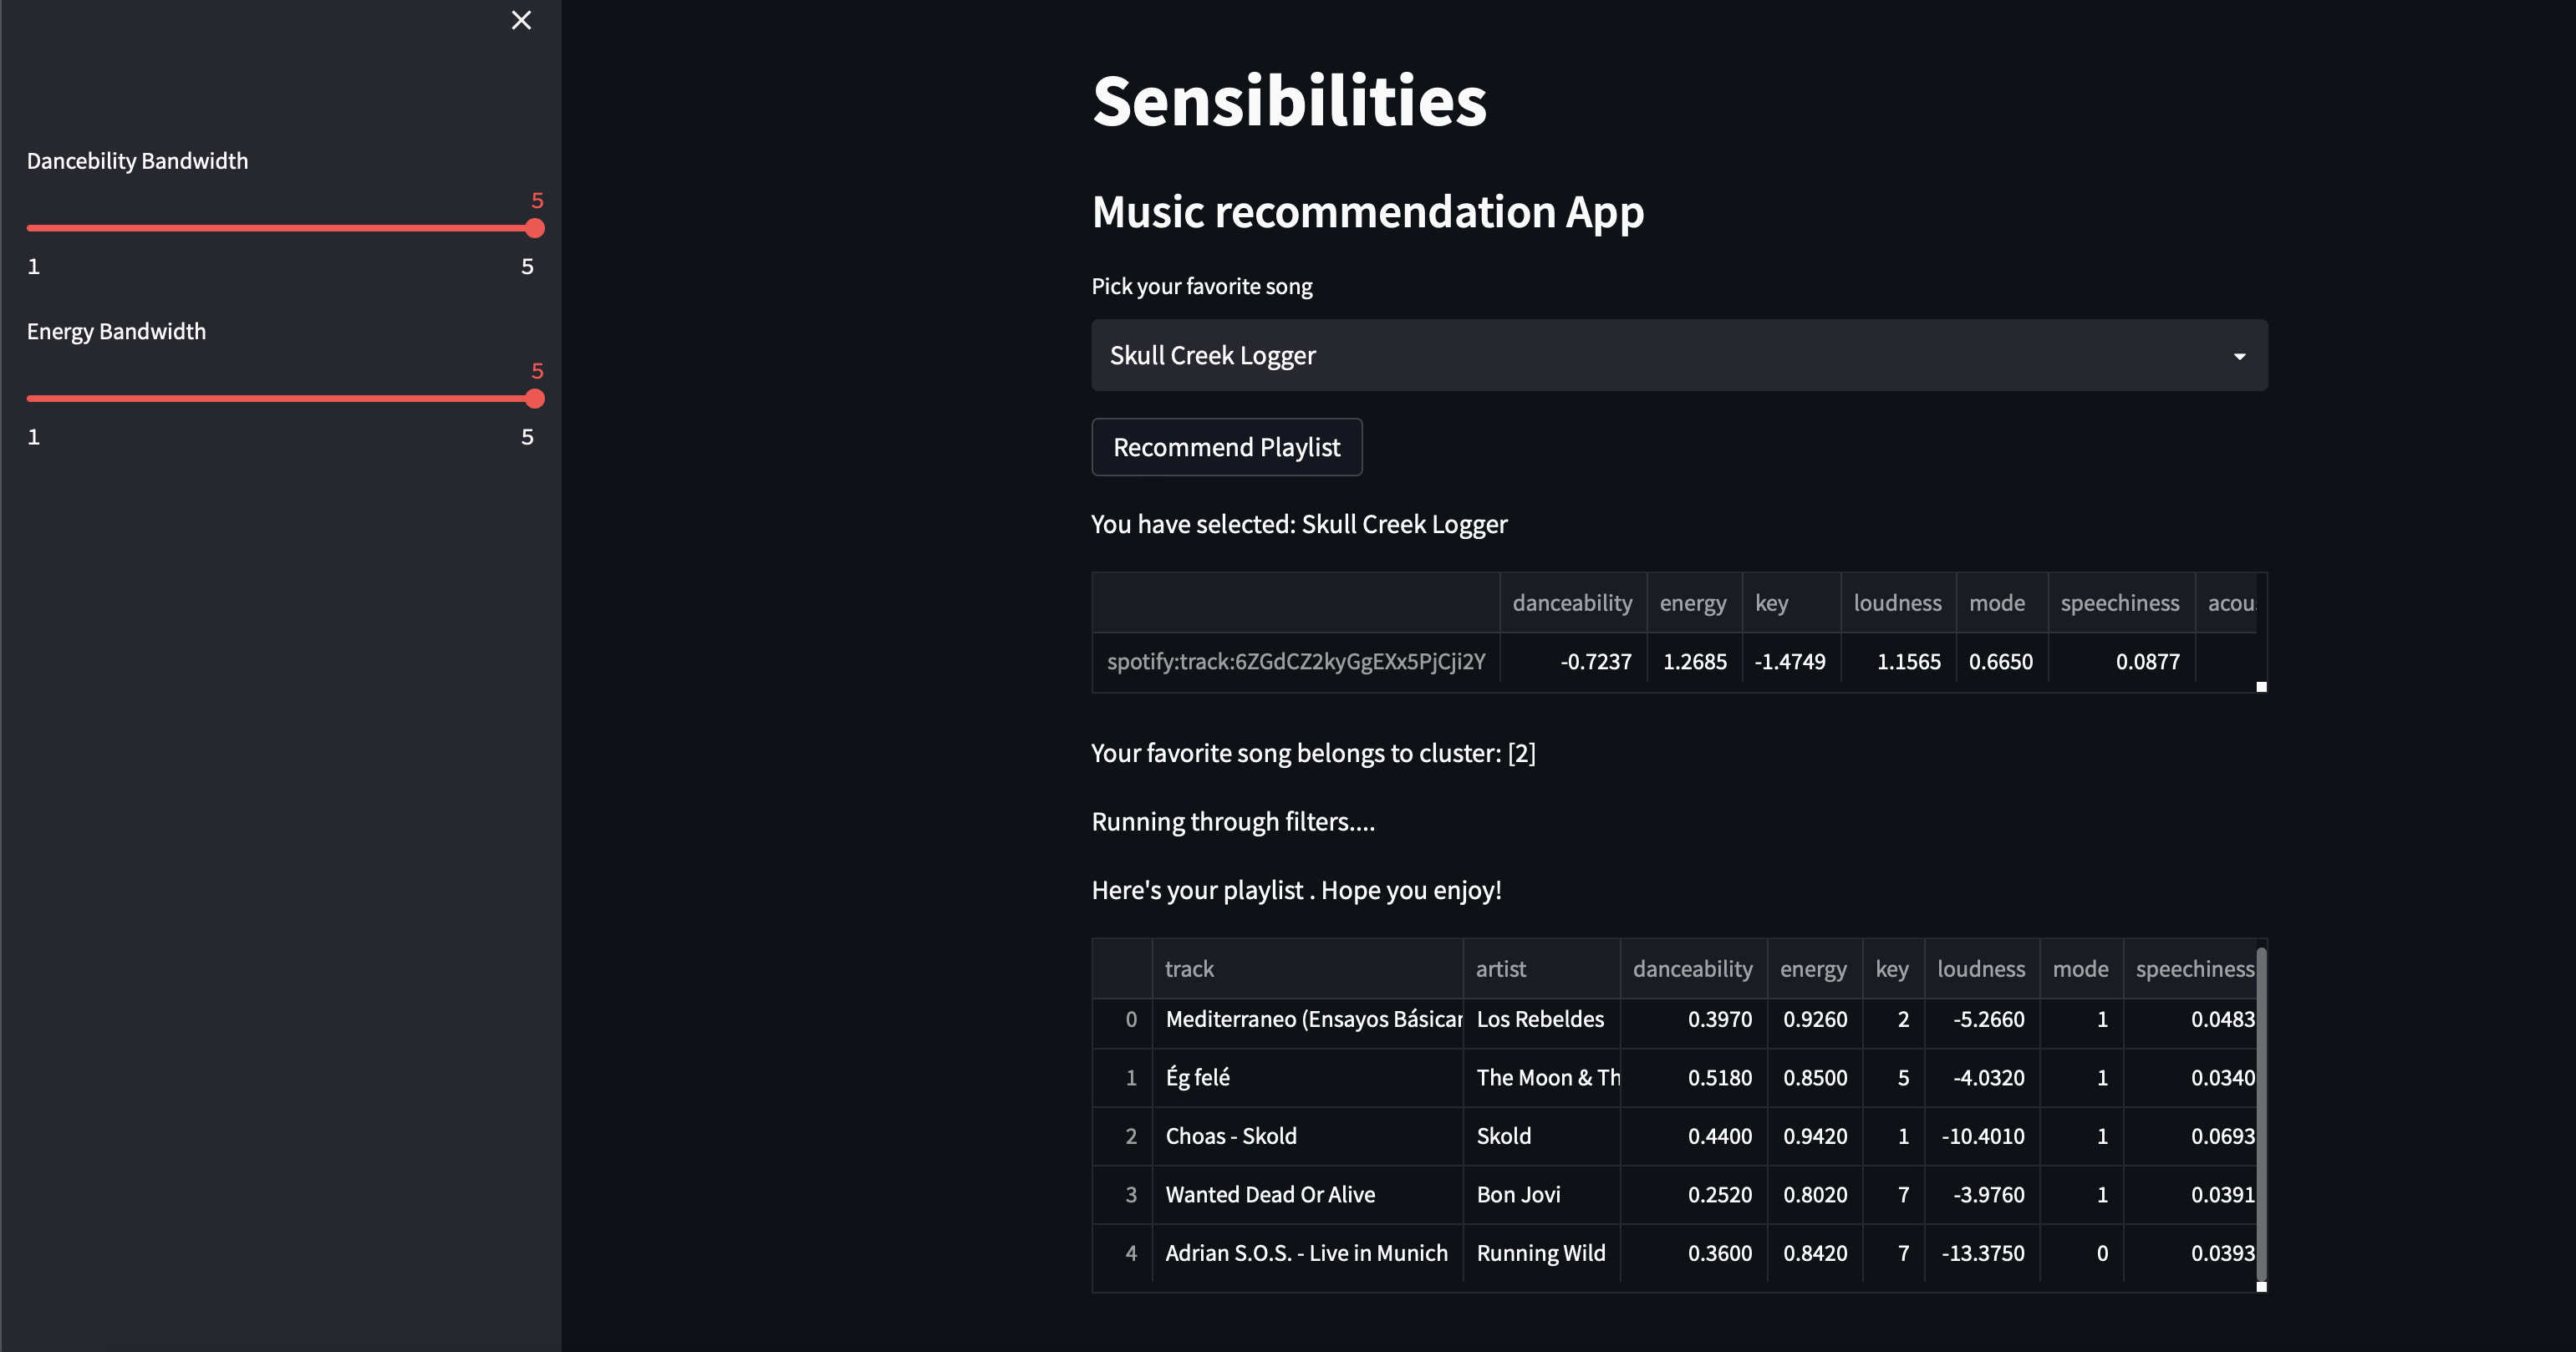 Dancebility Bandwidth
5
1 5
Energy Bandwidth
5
1 5
Sensibilities
Music recommendation App
Pick your favorite song
Skull Creek Logger
Recommend Playlist
You have selected: Skull Creek Logger
danceability energy key loudness mode speechiness acou
spotify:track:6ZGdCZ2kyGgEXx5PjCji2Y -0.7237 1.2685 -1.4749 1.1565 0.6650 0.0877
Your favorite song belongs to cluster: [2]
Running through filters....
Here's your playlist . Hope you enjoy!
track artist danceability energy key loudness mode speechiness
0 Mediterraneo (Ensayos Básicar Los Rebeldes 0.3970 0.9260 2 -5.2660 1 0.0483
1 Ég felé The Moon & Th 0.5180 0.8500 5 -4.0320 1 0.0340
2 Choas - Skold Skold 0.4400 0.9420 1 -10.4010 1 0.0693
3 Wanted Dead Or Alive Bon Jovi 0.2520 0.8020 7 -3.9760 1 0.0391
4 Adrian S.O.S. - Live in Munich Running Wild 0.3600 0.8420 7 -13.3750 0 0.0393